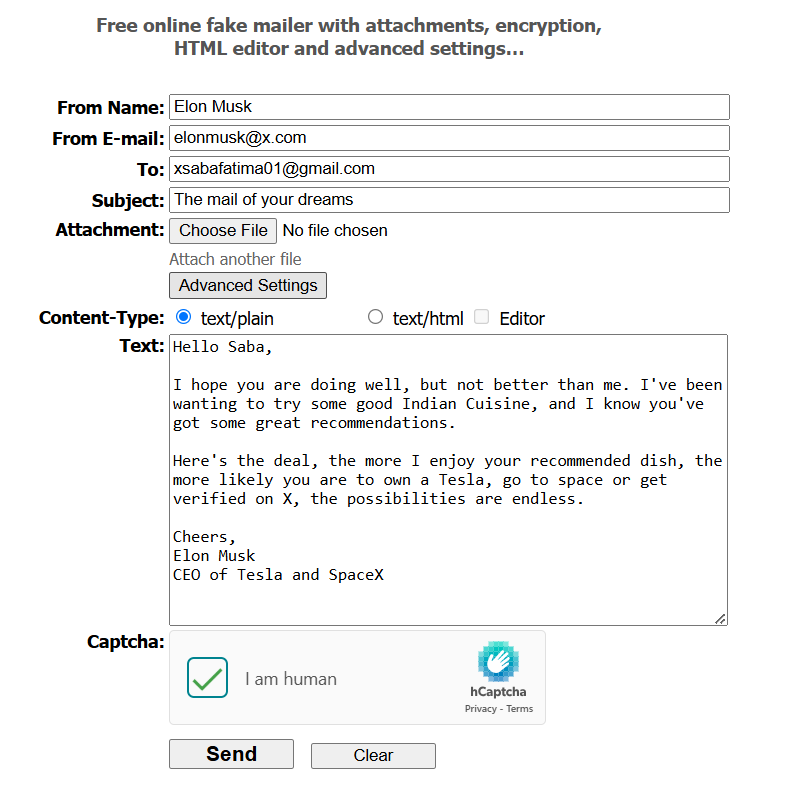 Free online fake mailer with attachments, encryption,
HTML editor and advanced settings...
From Name: Elon Musk
From E-mail: elonmusk@x.com
To: xsabafatima01@gmail.com
Subject: The mail of your dreams
Attachment: Choose File No file chosen
Attach another file
Advanced Settings
Content-Type: text/plain text/html Editor
Text: Hello Saba,
I hope you are doing well, but not better than me. I've been
wanting to try some good Indian Cuisine, and I know you've
got some great recommendations.
Here's the deal, the more I enjoy your recommended dish, the
more likely you are to own a Tesla, go to space or get
verified on X, the possibilities are endless.
Cheers,
Elon Musk
CEO of Tesla and SpaceX
Captcha:
I am human
hCaptcha
Privacy - Terms
Send Clear